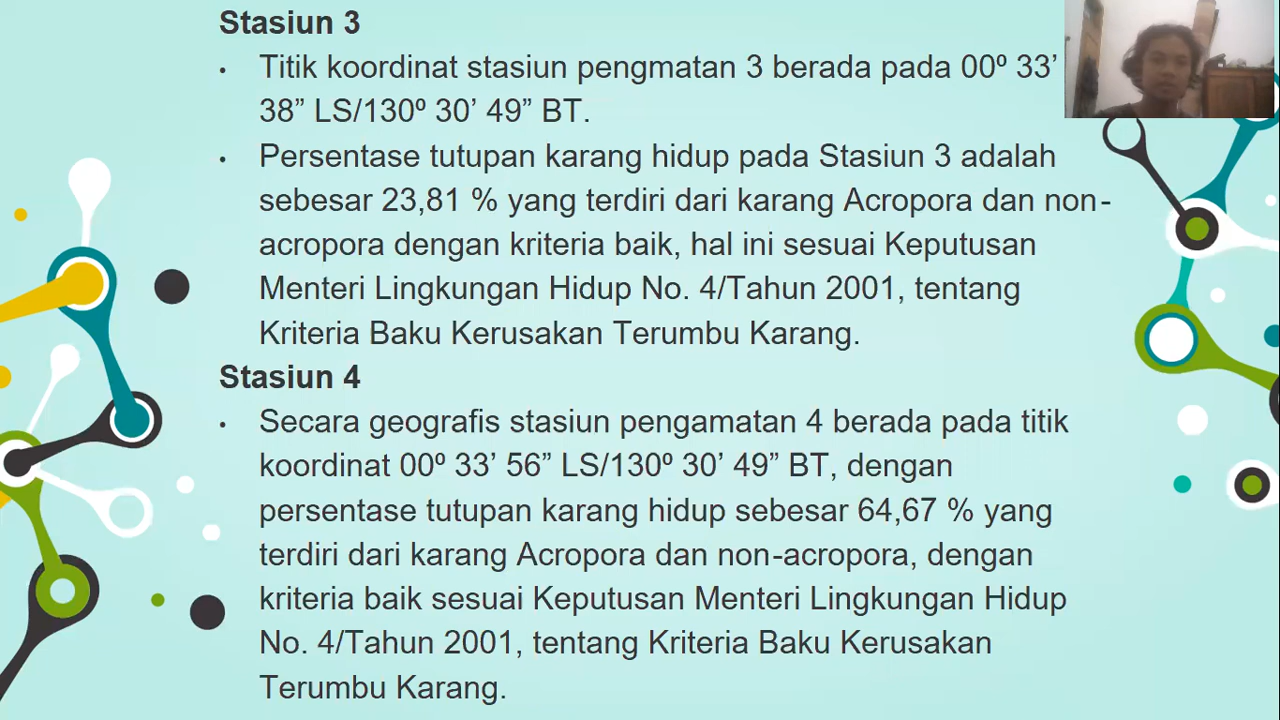 Stasiun 3
• Titik koordinat stasiun pengmatan 3 berada pada 00º 33’
38” LS/130º 30’ 49” BT.
• Persentase tutupan karang hidup pada Stasiun 3 adalah
sebesar 23,81 % yang terdiri dari karang Acropora dan non-
acropora dengan kriteria baik, hal ini sesuai Keputusan
Menteri Lingkungan Hidup No. 4/Tahun 2001, tentang
Kriteria Baku Kerusakan Terumbu Karang.
Stasiun 4
• Secara geografis stasiun pengamatan 4 berada pada titik
koordinat 00º 33’ 56” LS/130º 30’ 49” BT, dengan
persentase tutupan karang hidup sebesar 64,67 % yang
terdiri dari karang Acropora dan non-acropora, dengan
kriteria baik sesuai Keputusan Menteri Lingkungan Hidup
No. 4/Tahun 2001, tentang Kriteria Baku Kerusakan
Terumbu Karang.